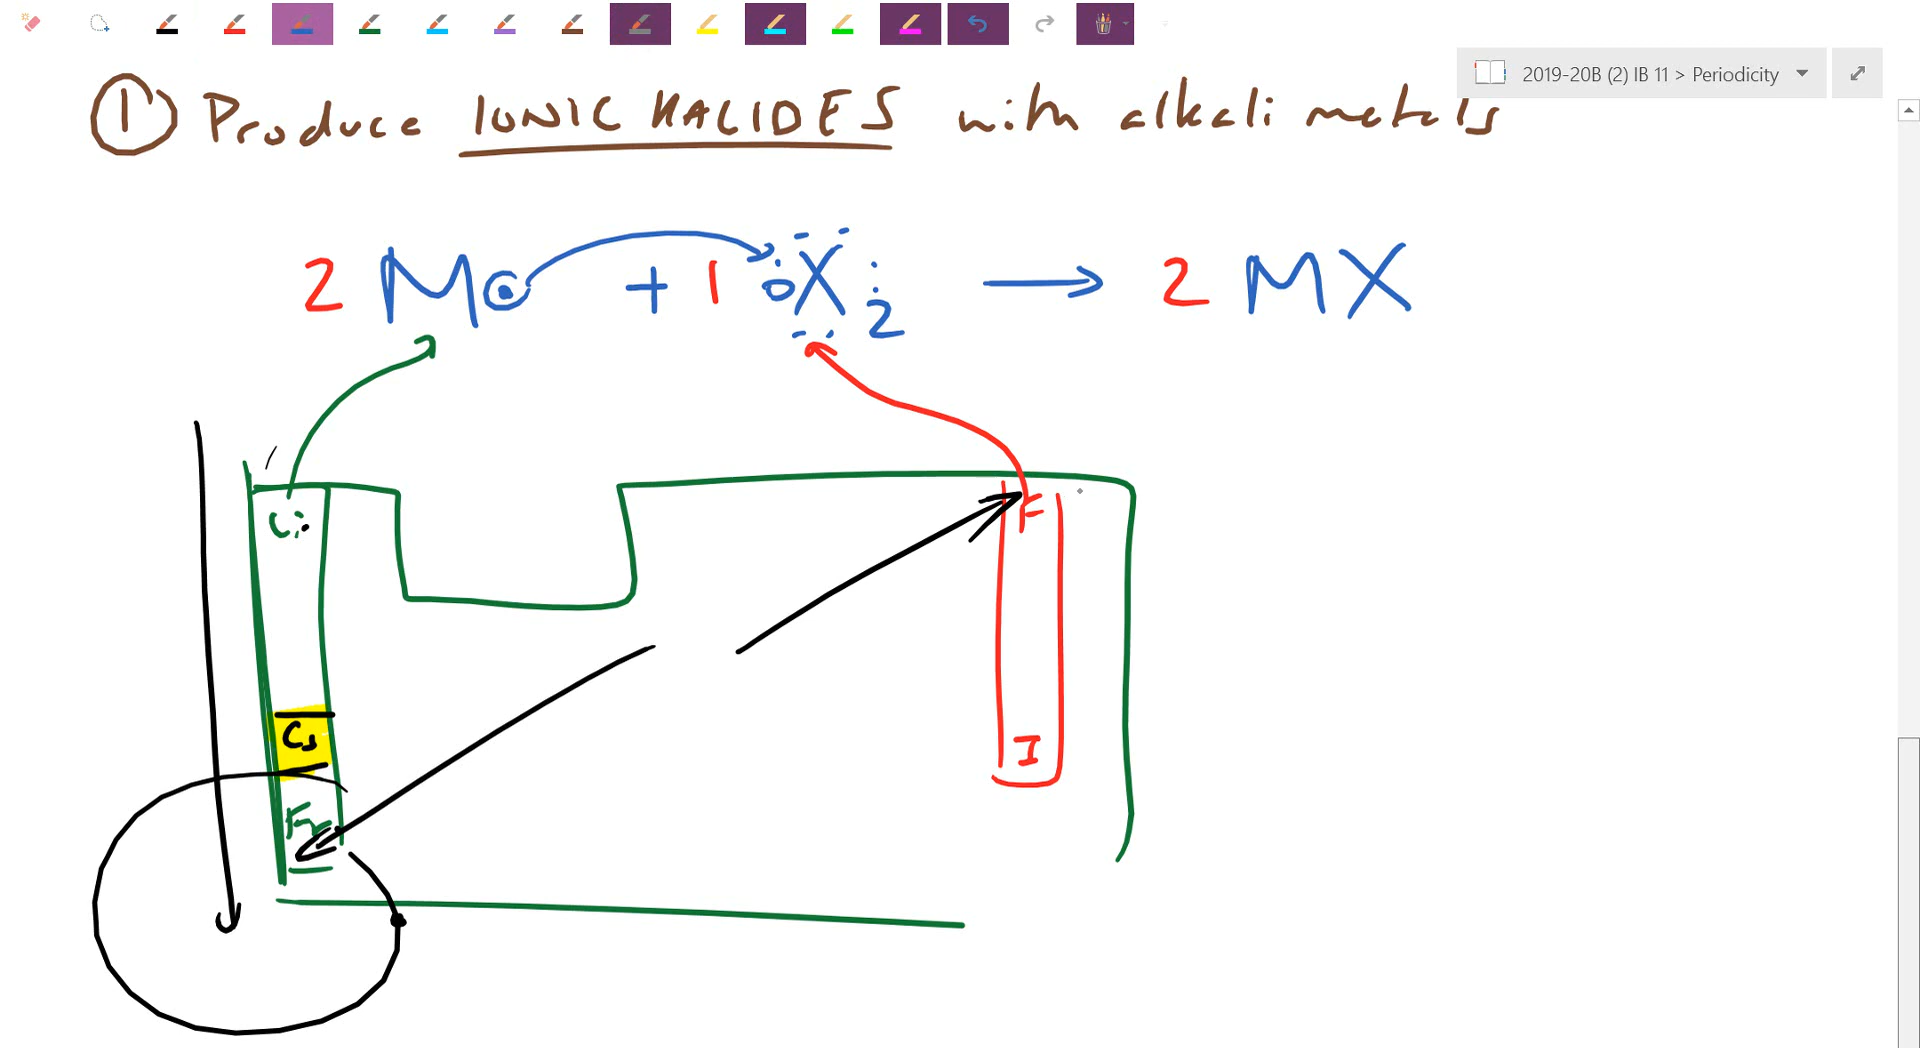 2019-20B (2) IB 11 > Periodicity
① Produce IONIC HALIDES with alkali metals
2 M + 1 X2 → 2 MX
Li
F
Cs
I
Fr